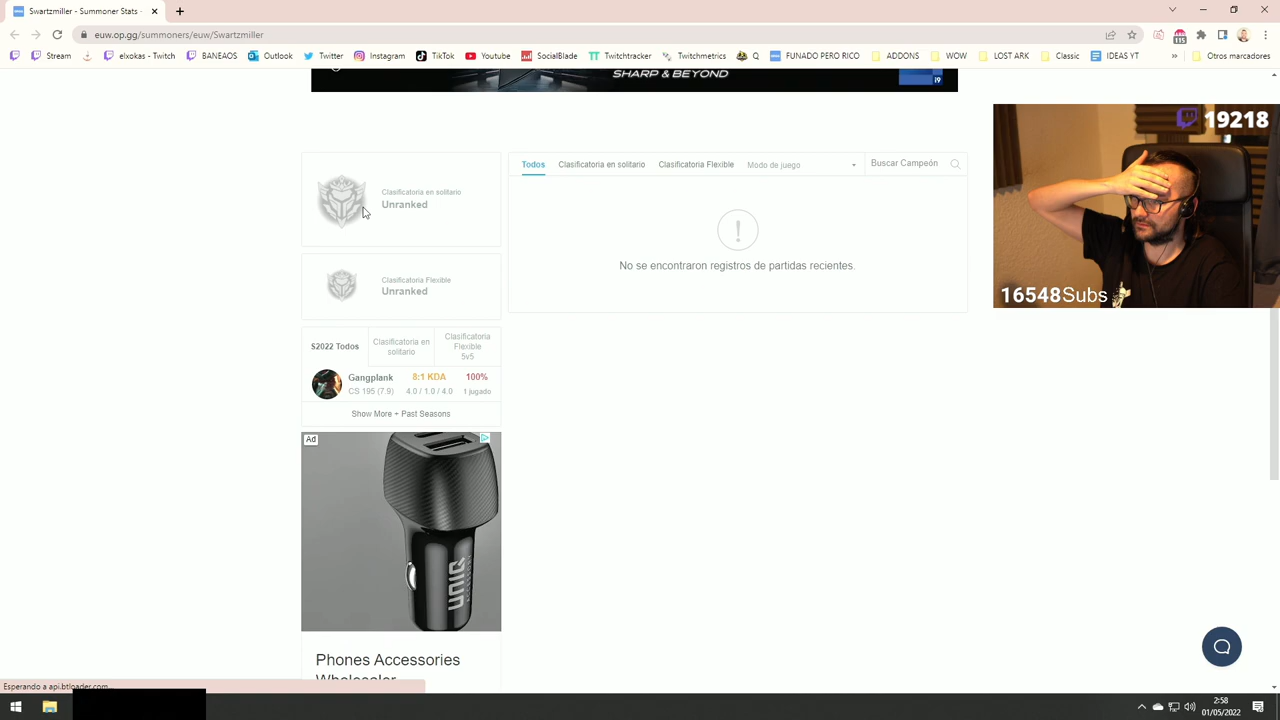 Swartzmiller - Summoner Stats
euw.op.gg/summoners/euw/Swartzmiller
115
Stream
elxokas - Twitch
BANEAOS
Outlook
Twitter
Instagram
TikTok
Youtube
SocialBlade
Twitchtracker
Twitchmetrics
Q
FUNADO PERO RICO
ADDONS
WOW
LOST ARK
Classic
IDEAS YT
»
Otros marcadores
SHARP & BEYOND
i9
19218
16548Subs
Clasificatoria en solitario
Unranked
Clasificatoria Flexible
Unranked
Todos
Clasificatoria en solitario
Clasificatoria Flexible
Modo de juego
Buscar Campeón
No se encontraron registros de partidas recientes.
S2022 Todos
Clasificatoria en
solitario
Clasificatoria
Flexible
5v5
Gangplank
8:1 KDA
100%
CS 195 (7.9)
4.0 / 1.0 / 4.0
1 jugado
Show More + Past Seasons
Ad
UNIQ
Phones Accessories
Wholesaler
Esperando a api.btloader.com...
2:58
01/05/2022